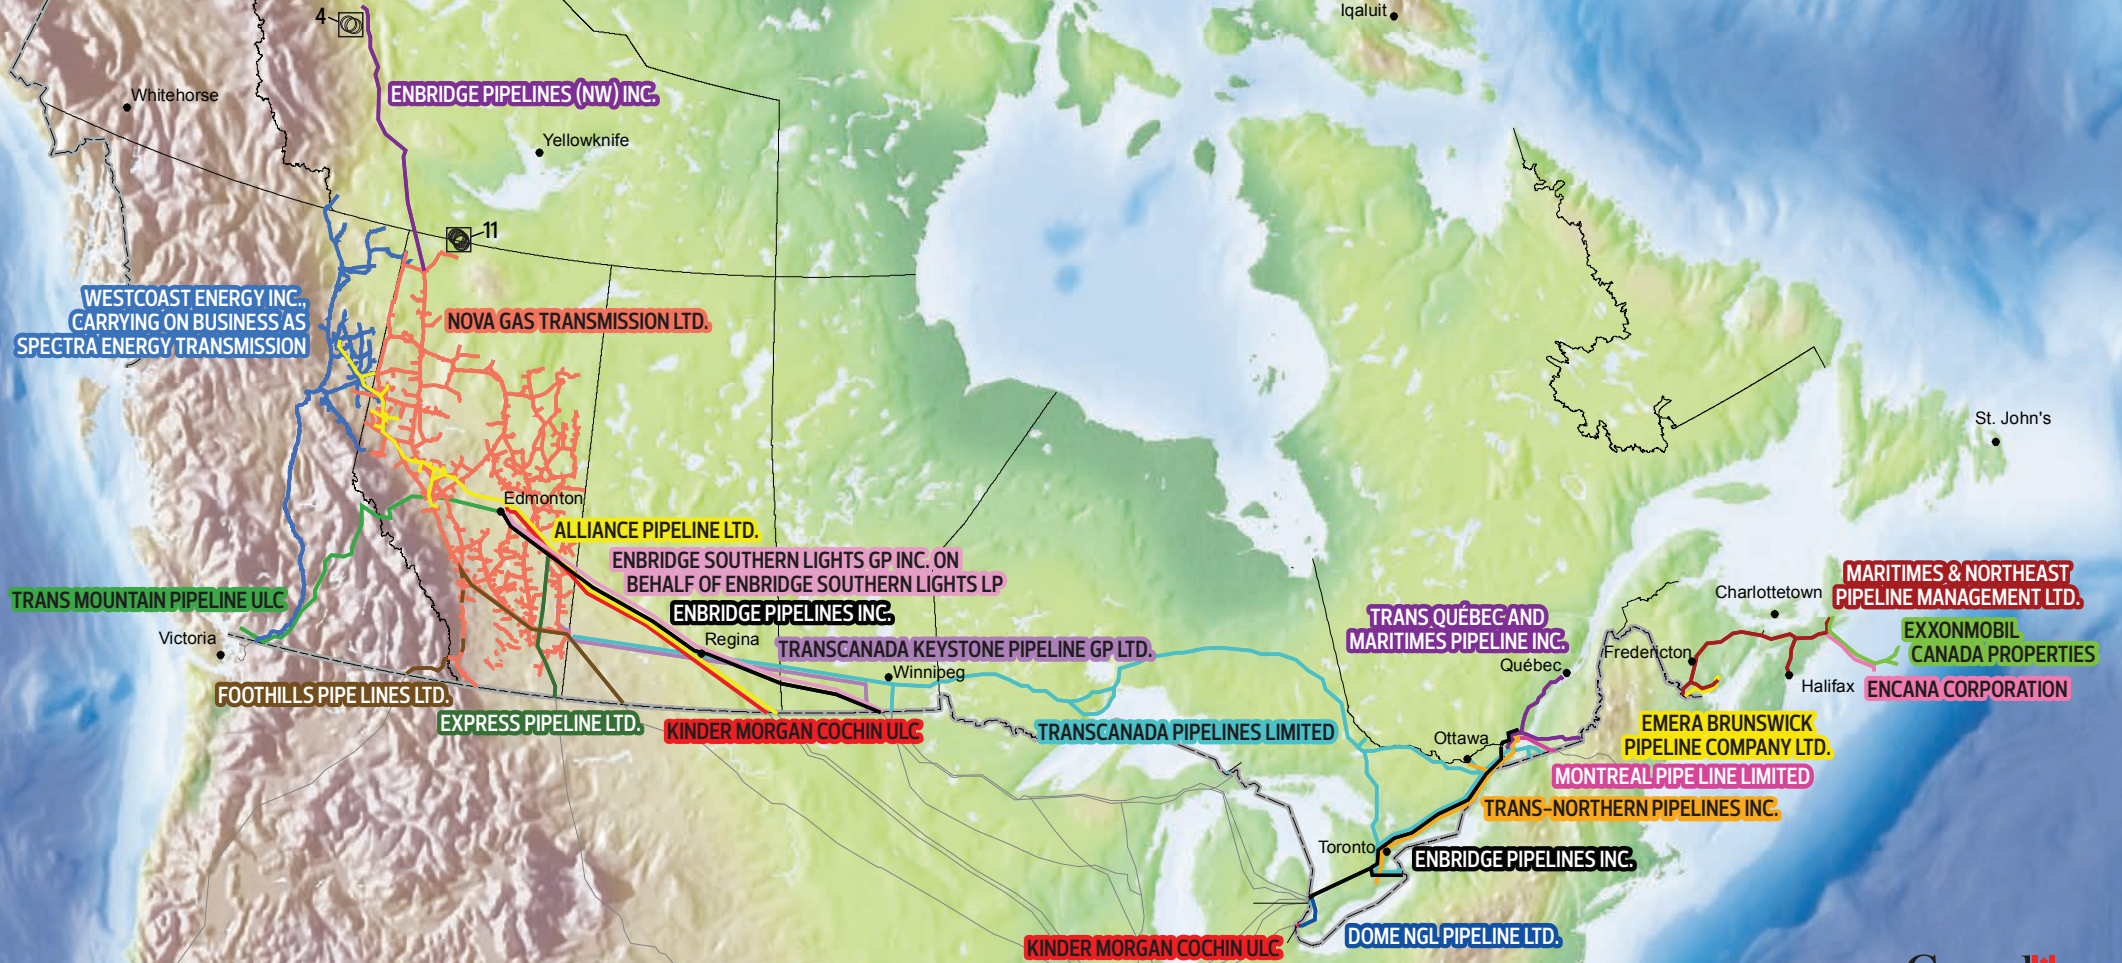 Iqaluit
4
Whitehorse
ENBRIDGE PIPELINES (NW) INC.
Yellowknife
11
WESTCOAST ENERGY INC.,
CARRYING ON BUSINESS AS
SPECTRA ENERGY TRANSMISSION
NOVA GAS TRANSMISSION LTD.
St. John's
Edmonton
ALLIANCE PIPELINE LTD.
ENBRIDGE SOUTHERN LIGHTS GP INC. ON
BEHALF OF ENBRIDGE SOUTHERN LIGHTS LP
ENBRIDGE PIPELINES INC.
TRANS MOUNTAIN PIPELINE ULC
Victoria
Regina
TRANSCANADA KEYSTONE PIPELINE GP LTD.
Winnipeg
FOOTHILLS PIPE LINES LTD.
EXPRESS PIPELINE LTD.
KINDER MORGAN COCHIN ULC
TRANSCANADA PIPELINES LIMITED
TRANS QUÉBEC AND
MARITIMES PIPELINE INC.
Québec
Ottawa
Charlottetown
Fredericton
Halifax
MARITIMES & NORTHEAST
PIPELINE MANAGEMENT LTD.
EXXONMOBIL
CANADA PROPERTIES
ENCANA CORPORATION
EMERA BRUNSWICK
PIPELINE COMPANY LTD.
MONTREAL PIPE LINE LIMITED
TRANS-NORTHERN PIPELINES INC.
Toronto
ENBRIDGE PIPELINES INC.
DOME NGL PIPELINE LTD.
KINDER MORGAN COCHIN ULC